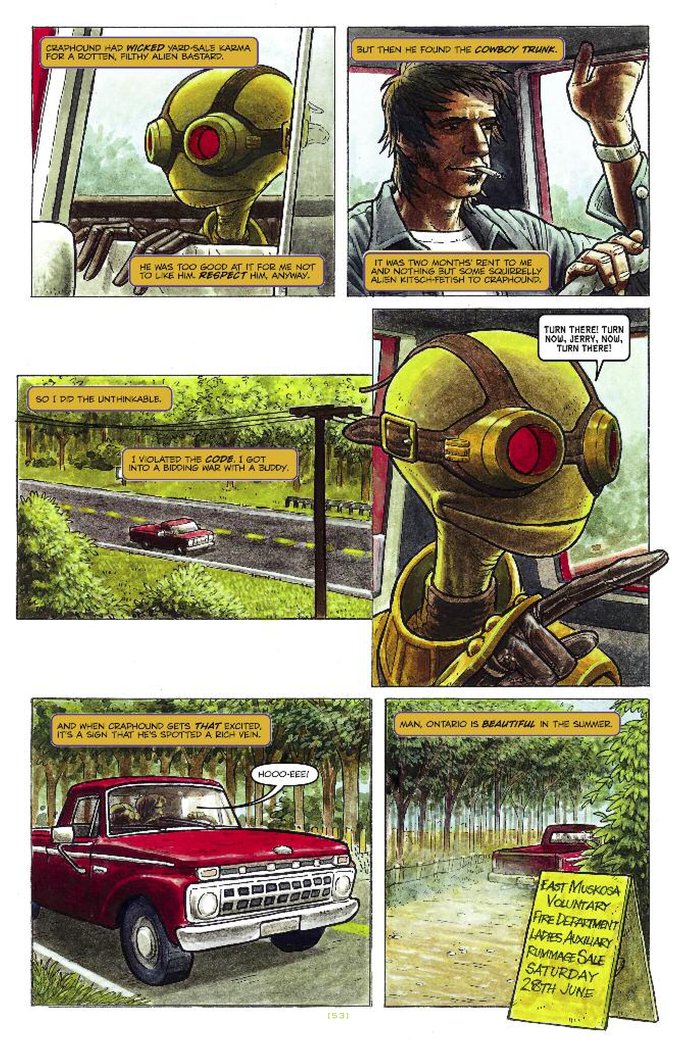 CRAPHOUND HAD WICKED YARD-SALE KARMA
FOR A ROTTEN, FILTHY ALIEN BASTARD.
HE WAS TOO GOOD AT IT FOR ME NOT
TO LIKE HIM. RESPECT HIM, ANYWAY.
BUT THEN HE FOUND THE COWBOY TRUNK.
IT WAS TWO MONTHS' RENT TO ME
AND NOTHING BUT SOME SQUIRRELLY
ALIEN KITSCH-FETISH TO CRAPHOUND.
SO I DID THE UNTHINKABLE.
I VIOLATED THE CODE. I GOT
INTO A BIDDING WAR WITH A BUDDY.
TURN THERE! TURN
NOW, JERRY, NOW,
TURN THERE!
AND WHEN CRAPHOUND GETS THAT EXCITED,
IT'S A SIGN THAT HE'S SPOTTED A RICH VEIN.
HOOO-EEE!
MAN, ONTARIO IS BEAUTIFUL IN THE SUMMER.
EAST MUSKOSA
VOLUNTARY
FIRE DEPARTMENT
LADIES AUXILIARY
RUMMAGE SALE
SATURDAY
28TH JUNE
[53]